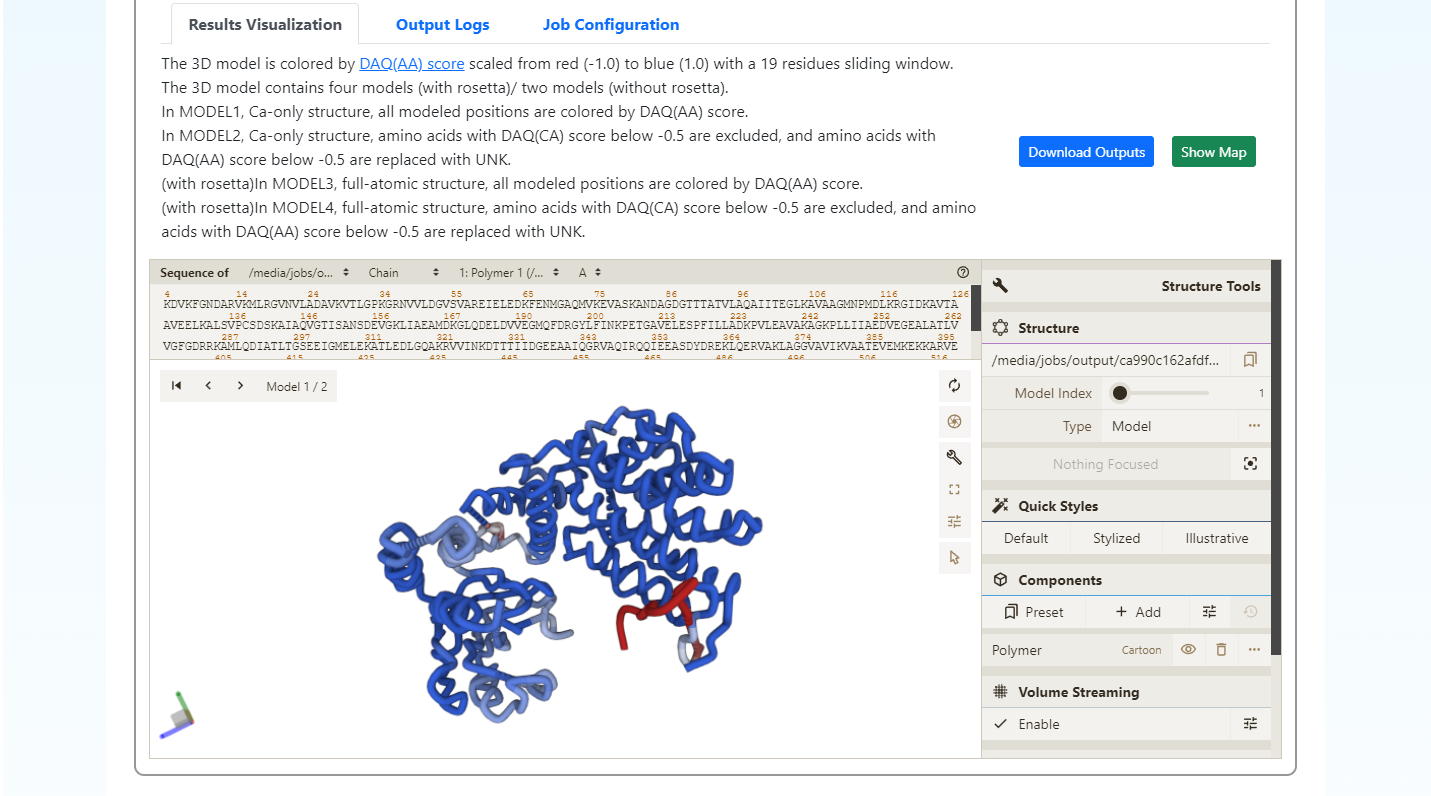 Results Visualization Output Logs Job Configuration
The 3D model is colored by DAQ(AA) score scaled from red (-1.0) to blue (1.0) with a 19 residues sliding window.
The 3D model contains four models (with rosetta)/ two models (without rosetta).
In MODEL1, Ca-only structure, all modeled positions are colored by DAQ(AA) score.
In MODEL2, Ca-only structure, amino acids with DAQ(CA) score below -0.5 are excluded, and amino acids with
DAQ(AA) score below -0.5 are replaced with UNK.
(with rosetta)In MODEL3, full-atomic structure, all modeled positions are colored by DAQ(AA) score.
(with rosetta)In MODEL4, full-atomic structure, amino acids with DAQ(CA) score below -0.5 are excluded, and amino
acids with DAQ(AA) score below -0.5 are replaced with UNK.
Download Outputs Show Map
Sequence of /media/jobs/o... Chain 1: Polymer 1 (/... A
4 14 24 34 55 65 75 86 96 106 116 126
KDVKFGNDARVKMLRGVNVLADAVKVTLGPKGRNVVLDGVSVAREIELEDKFENMGAQMVKEVASKANDAGDGTTTATVLAQAIITEGLKAVAAGMNPMDLKRGIDKAVTA
136 146 156 167 190 200 213 223 242 252 262
AVEELKALSVPCSDSKAIAQVGTISANSDEVGKLIAEAMDKGLQDELDVVEGMQFDRGYLFINKPETGAVELESPFILLADKPVLEAVAKAGKPLLIIAEDVEGEALATLV
287 297 311 321 331 343 353 364 374 385 395
VGFGDRRKAMLQDIATLTGSEEIGMELEKATLEDLGQAKRVVINKDTTTIIDGEEAAIQGRVAQIRQQIEEASDYDREKLQERVAKLAGGVAVIKVAATEVEMKEKKARVE
405 415 425 435 445 455 465 486 496 506 516
Model 1 / 2
Structure Tools
Structure
/media/jobs/output/ca990c162afdf...
Model Index 1
Type Model
Nothing Focused
Quick Styles
Default Stylized Illustrative
Components
Preset + Add
Polymer Cartoon
Volume Streaming
Enable